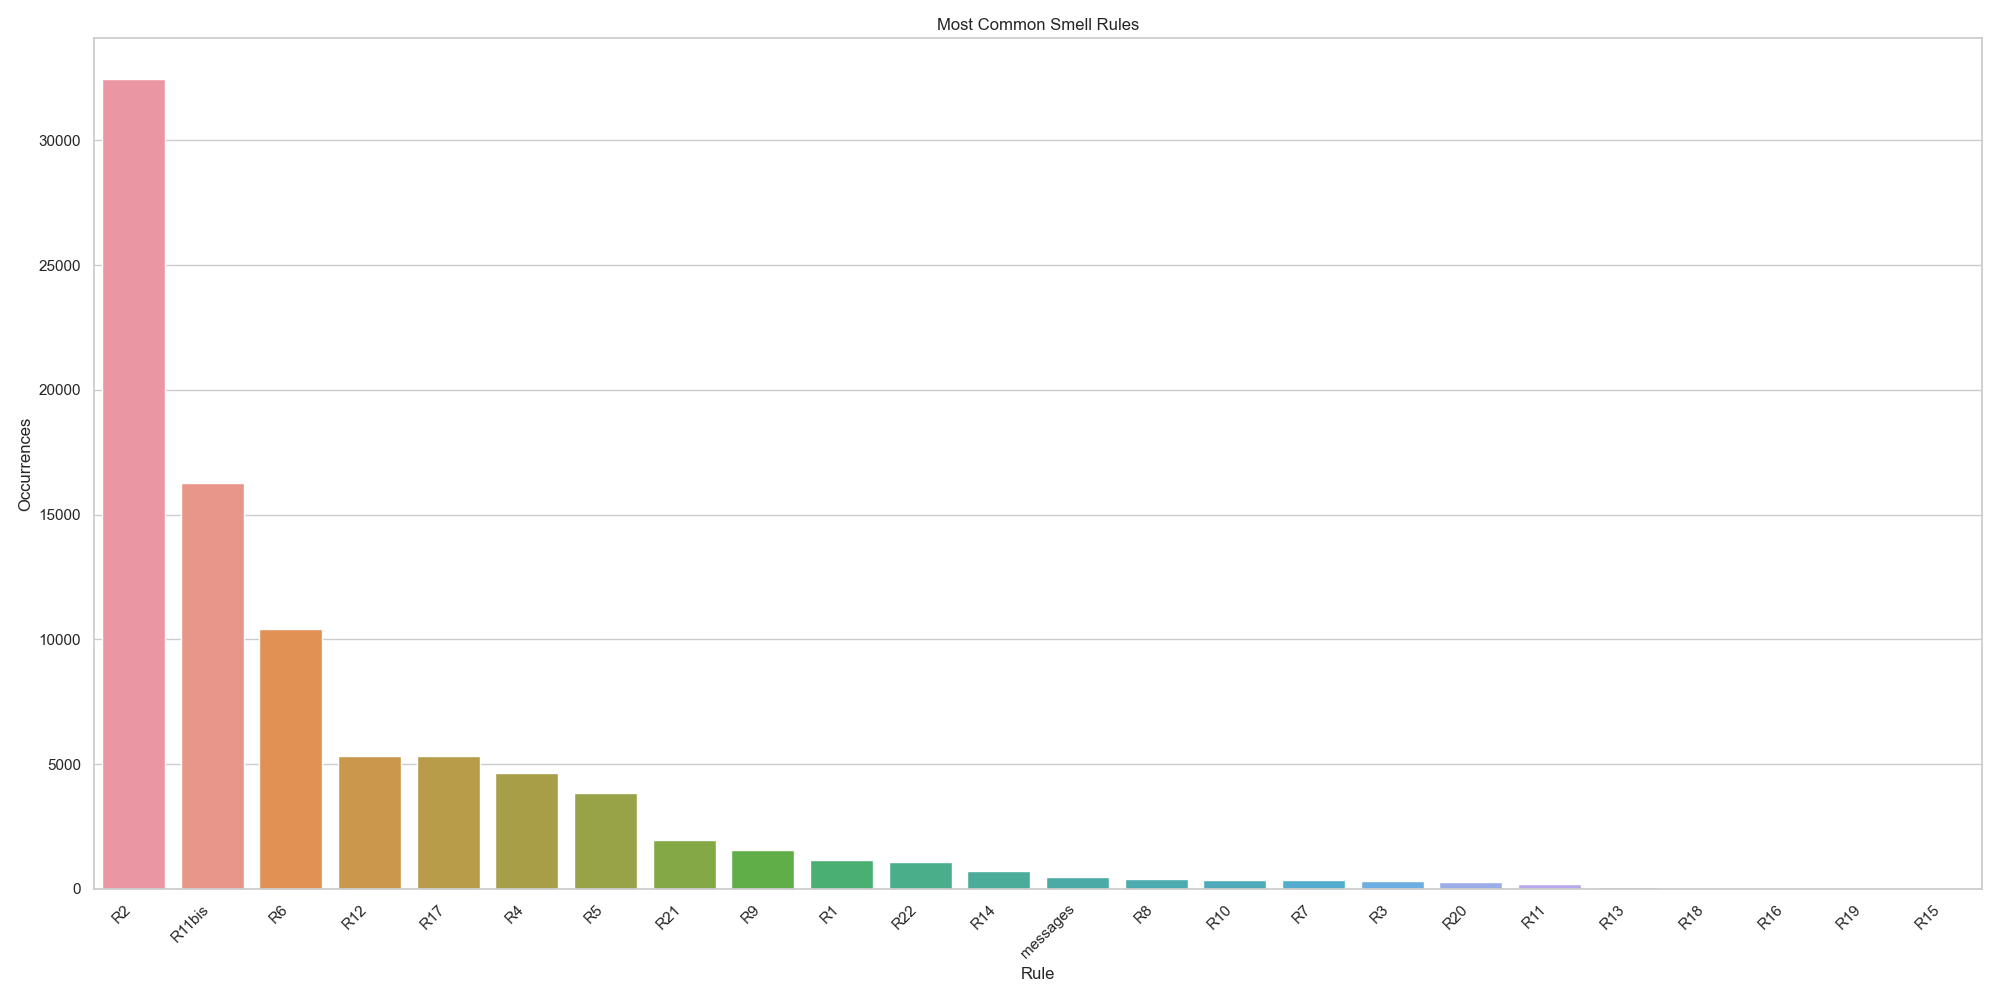 Most Common Smell Rules
Occurrences
30000
25000
20000
15000
10000
5000
0
R2 R11bis R6 R12 R17 R4 R5 R21 R9 R1 R22 R14 messages R8 R10 R7 R3 R20 R11 R13 R18 R16 R19 R15
Rule